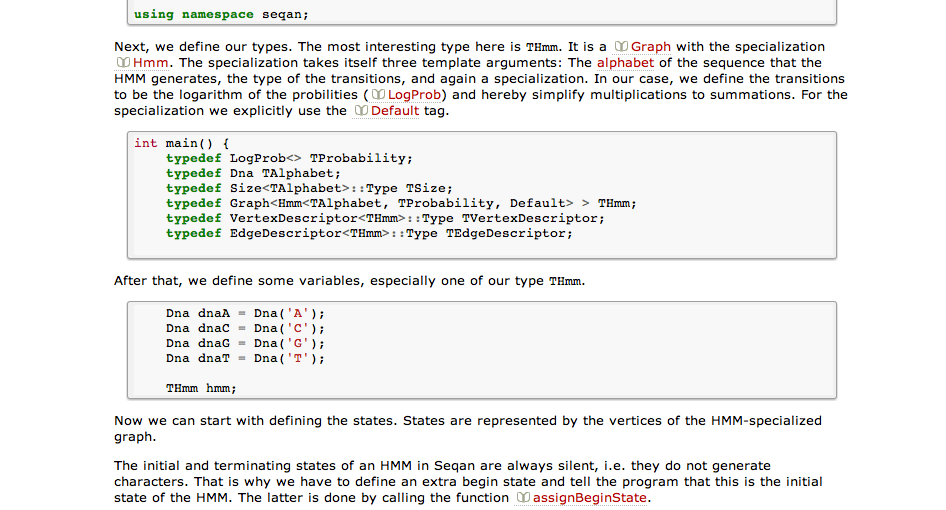 using namespace seqan;
Next, we define our types. The most interesting type here is THmm. It is a Graph with the specialization
Hmm. The specialization takes itself three template arguments: The alphabet of the sequence that the
HMM generates, the type of the transitions, and again a specialization. In our case, we define the transitions
to be the logarithm of the probilities ( LogProb) and hereby simplify multiplications to summations. For the
specialization we explicitly use the Default tag.
int main() {
    typedef LogProb<> TProbability;
    typedef Dna TAlphabet;
    typedef Size<TAlphabet>::Type TSize;
    typedef Graph<Hmm<TAlphabet, TProbability, Default> > THmm;
    typedef VertexDescriptor<THmm>::Type TVertexDescriptor;
    typedef EdgeDescriptor<THmm>::Type TEdgeDescriptor;
After that, we define some variables, especially one of our type THmm.
    Dna dnaA = Dna('A');
    Dna dnaC = Dna('C');
    Dna dnaG = Dna('G');
    Dna dnaT = Dna('T');
    THmm hmm;
Now we can start with defining the states. States are represented by the vertices of the HMM-specialized
graph.
The initial and terminating states of an HMM in Seqan are always silent, i.e. they do not generate
characters. That is why we have to define an extra begin state and tell the program that this is the initial
state of the HMM. The latter is done by calling the function assignBeginState.